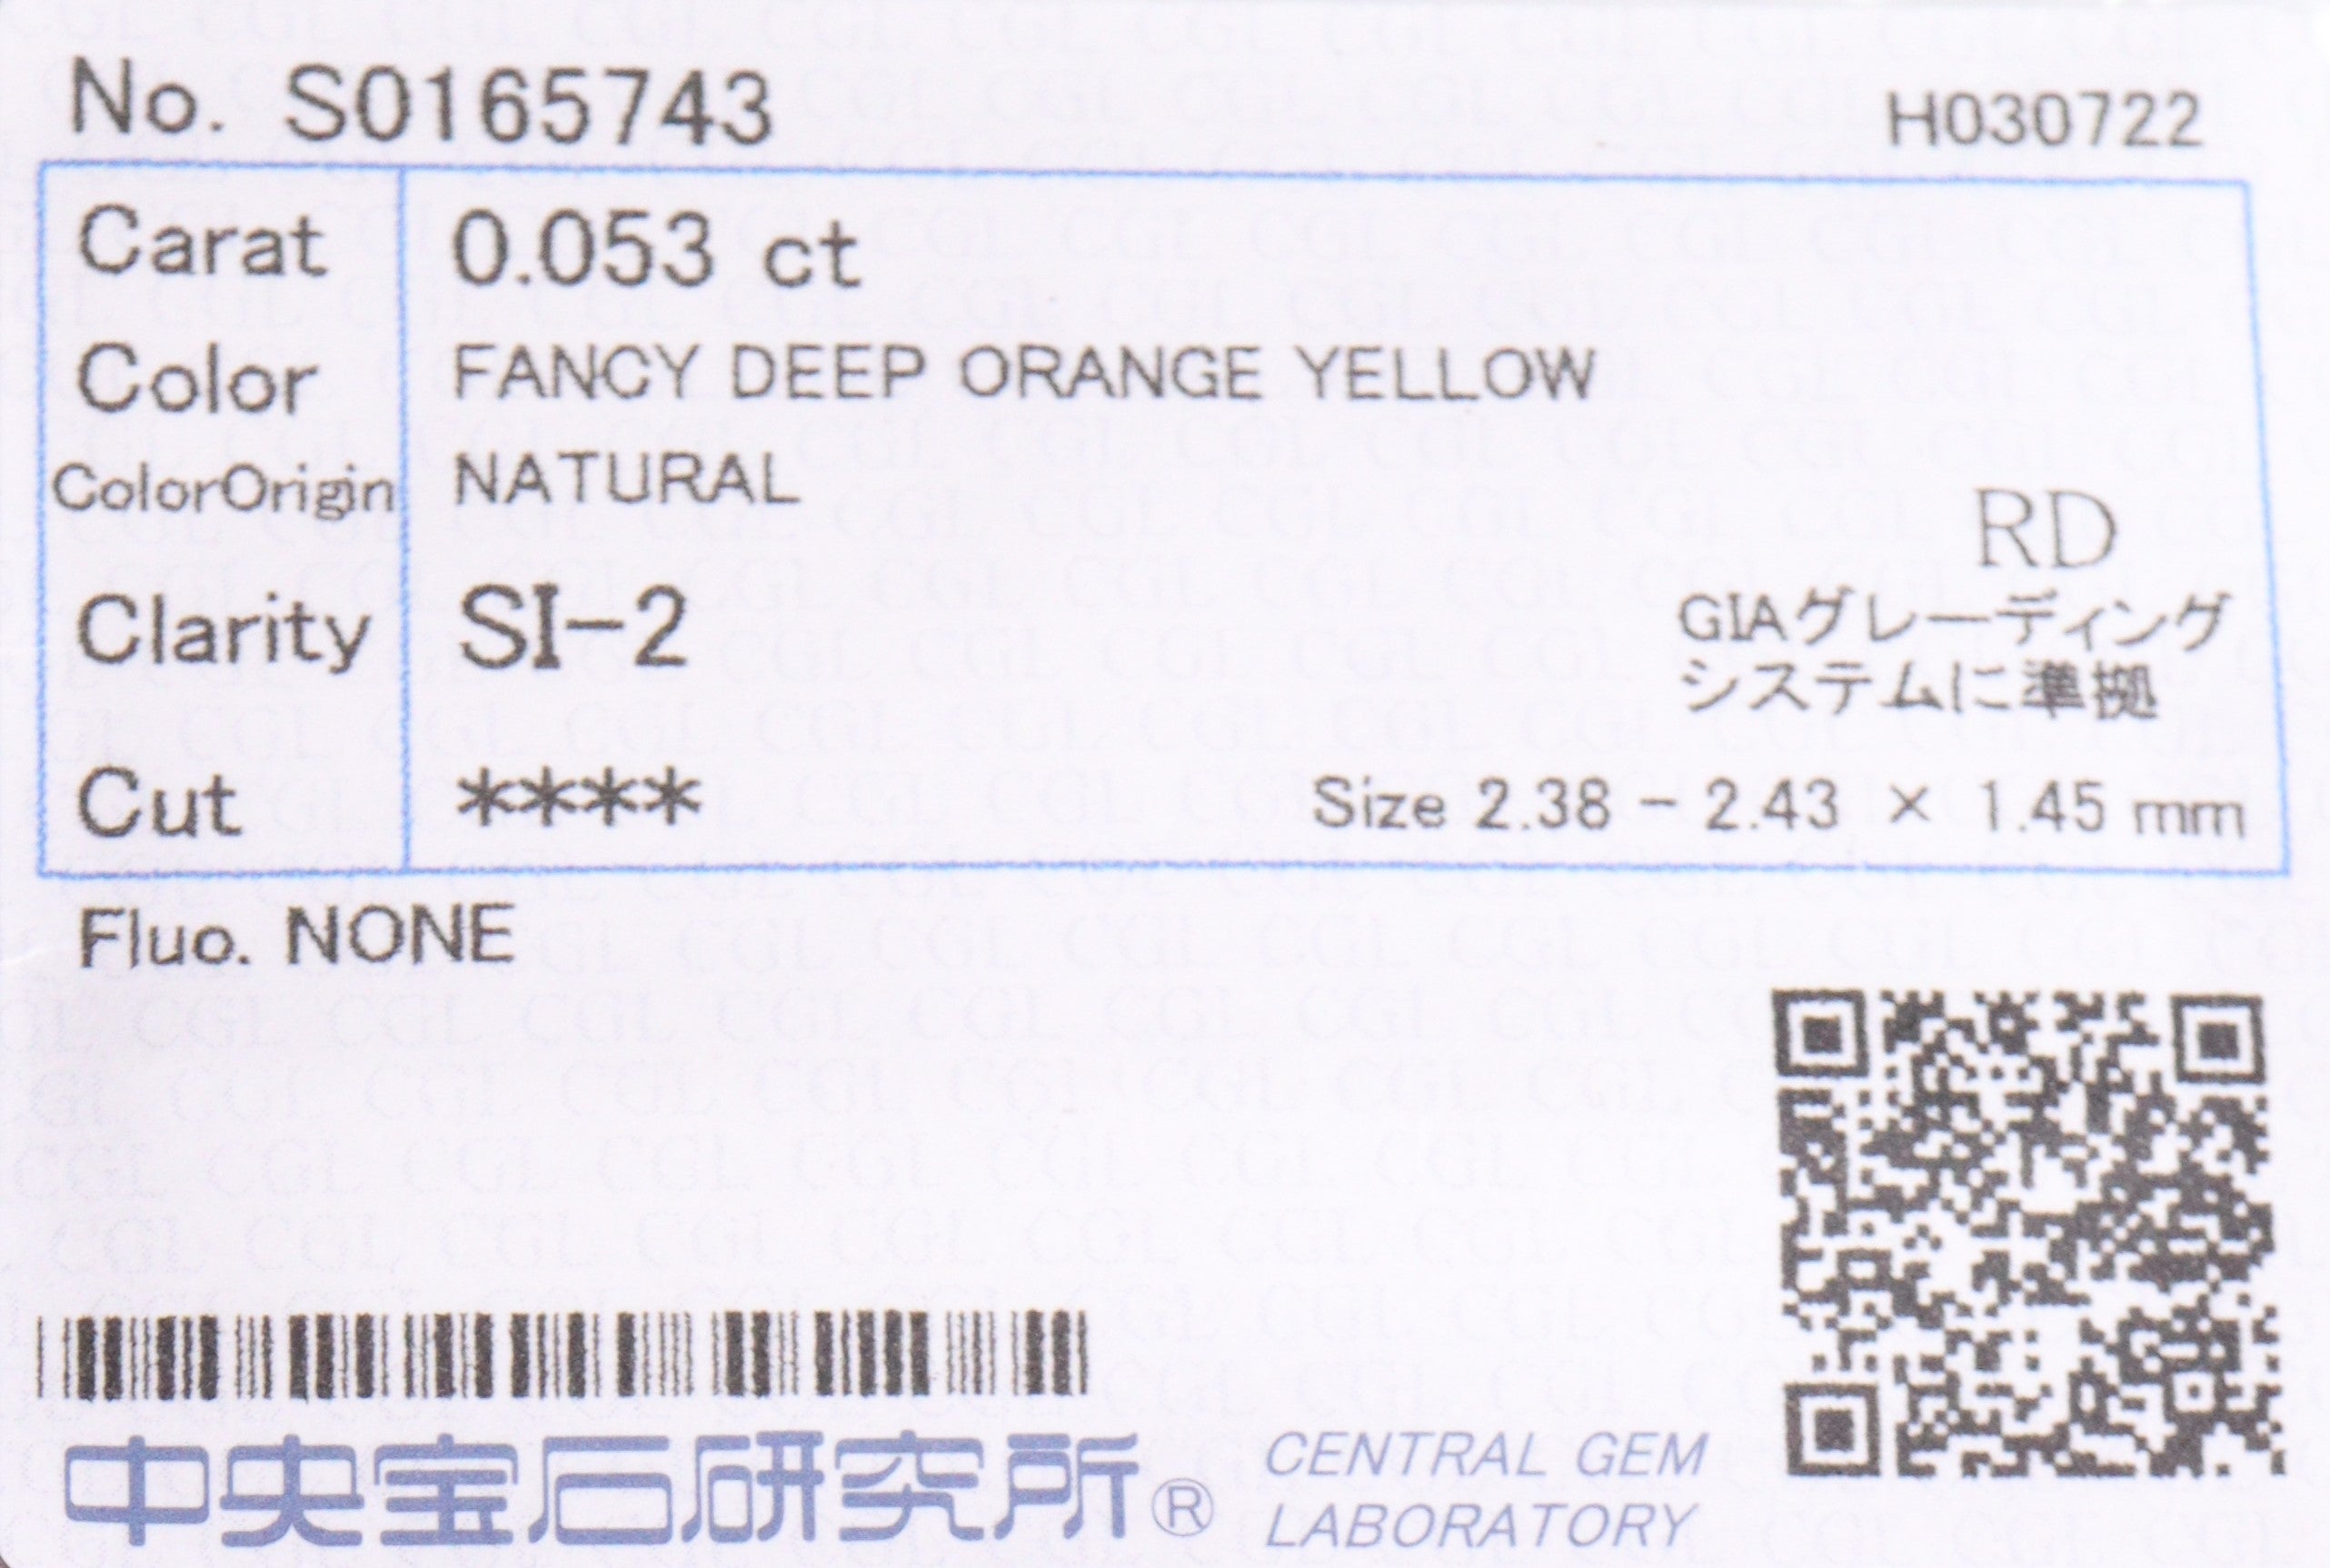 No. S0165743 H030722
Carat 0.053 ct
Color FANCY DEEP ORANGE YELLOW
ColorOrigin NATURAL
RD
Clarity SI-2
GIAグレーディング
システムに準拠
Cut **** Size 2.38 - 2.43 × 1.45 mm
Fluo. NONE
中央宝石研究所® CENTRAL GEM
LABORATORY